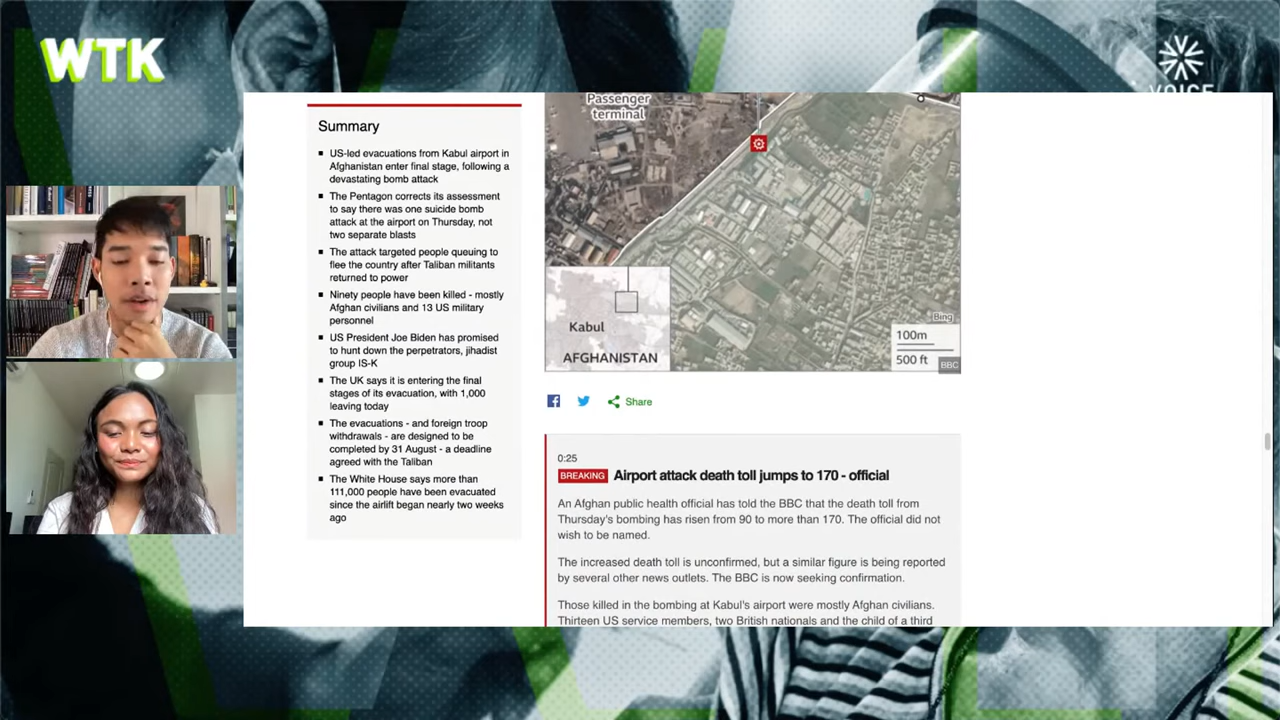 WTK
VOICE
Summary
US-led evacuations from Kabul airport in
Afghanistan enter final stage, following a
devastating bomb attack
The Pentagon corrects its assessment
to say there was one suicide bomb
attack at the airport on Thursday, not
two separate blasts
The attack targeted people queuing to
flee the country after Taliban militants
returned to power
Ninety people have been killed - mostly
Afghan civilians and 13 US military
personnel
US President Joe Biden has promised
to hunt down the perpetrators, jihadist
group IS-K
The UK says it is entering the final
stages of its evacuation, with 1,000
leaving today
The evacuations - and foreign troop
withdrawals - are designed to be
completed by 31 August - a deadline
agreed with the Taliban
The White House says more than
111,000 people have been evacuated
since the airlift began nearly two weeks
ago
Passenger
terminal
Kabul
AFGHANISTAN
Bing
100m
500 ft
BBC
Share
0:25
BREAKING Airport attack death toll jumps to 170 - official
An Afghan public health official has told the BBC that the death toll from
Thursday's bombing has risen from 90 to more than 170. The official did not
wish to be named.
The increased death toll is unconfirmed, but a similar figure is being reported
by several other news outlets. The BBC is now seeking confirmation.
Those killed in the bombing at Kabul's airport were mostly Afghan civilians.
Thirteen US service members, two British nationals and the child of a third